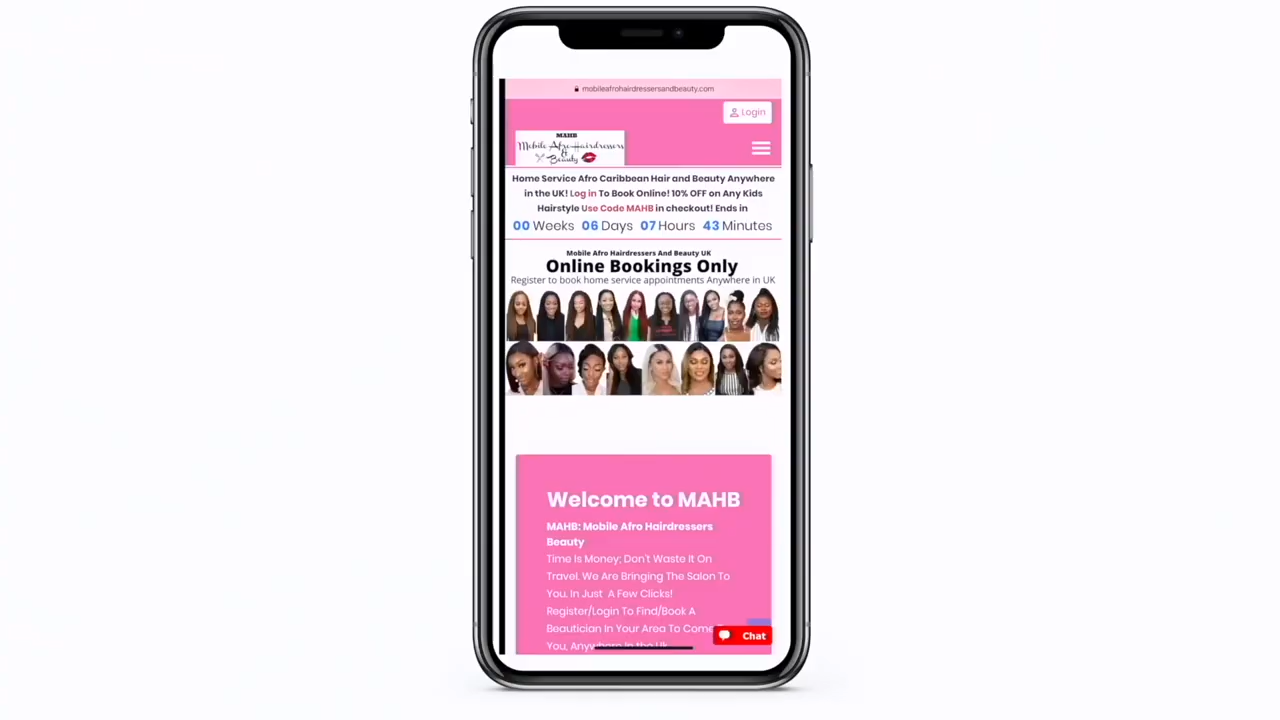 mobileafrohairdressersandbeauty.com
Login
MAHB
Mobile Afro Hairdressers
&
Beauty
Home Service Afro Caribbean Hair and Beauty Anywhere
in the UK! Log in To Book Online! 10% OFF on Any Kids
Hairstyle Use Code MAHB in checkout! Ends in
00 Weeks 06 Days 07 Hours 43 Minutes
Mobile Afro Hairdressers And Beauty UK
Online Bookings Only
Register to book home service appointments Anywhere in UK
Welcome to MAHB
MAHB: Mobile Afro Hairdressers
Beauty
Time Is Money; Don't Waste It On
Travel. We Are Bringing The Salon To
You. In Just A Few Clicks!
Register/Login To Find/Book A
Beautician In Your Area To Come
Chat
You, Anywhere In the Uk